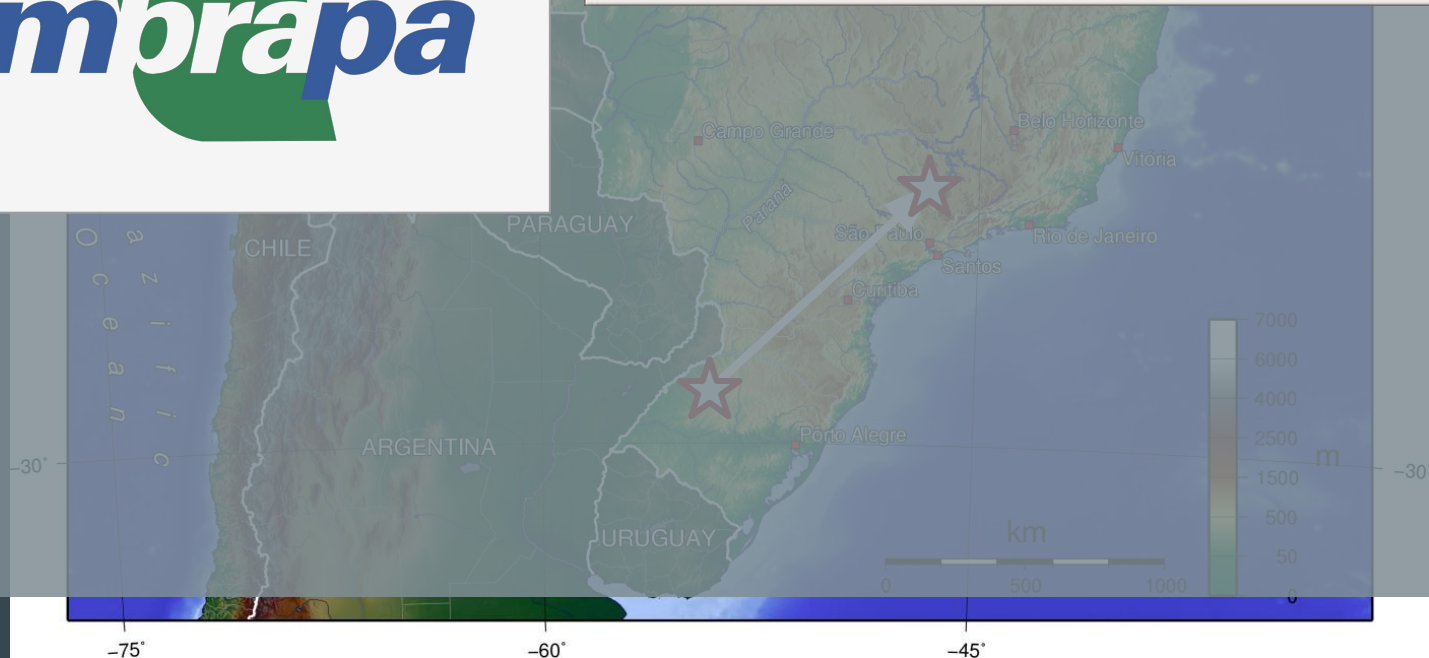 mbrapa
Campo Grande
Belo Horizonte
Vitória
Paraná
PARAGUAY
São Paulo
Rio de Janeiro
CHILE
Santos
Curitiba
Pazific
Ocean
7000
6000
4000
2500
1500
500
50
0
m
Porto Alegre
ARGENTINA
−30°
−30
URUGUAY
km
0
500
1000
−75°
−60°
−45°